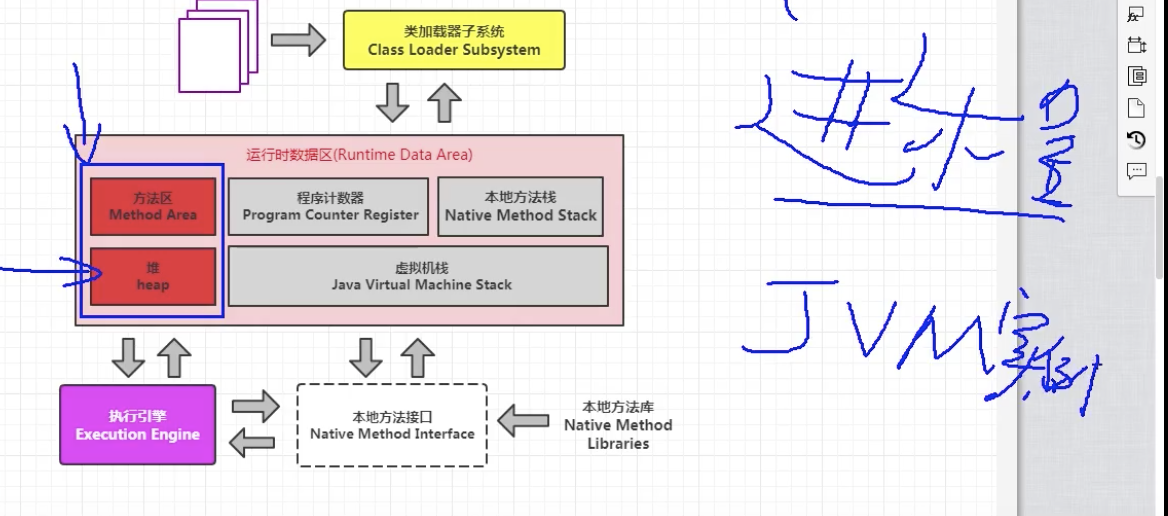 类加载器子系统
Class Loader Subsystem
运行时数据区(Runtime Data Area)
方法区
Method Area
程序计数器
Program Counter Register
本地方法栈
Native Method Stack
堆
heap
虚拟机栈
Java Virtual Machine Stack
执行引擎
Execution Engine
本地方法接口
Native Method Interface
本地方法库
Native Method
Libraries
进
JVM实例